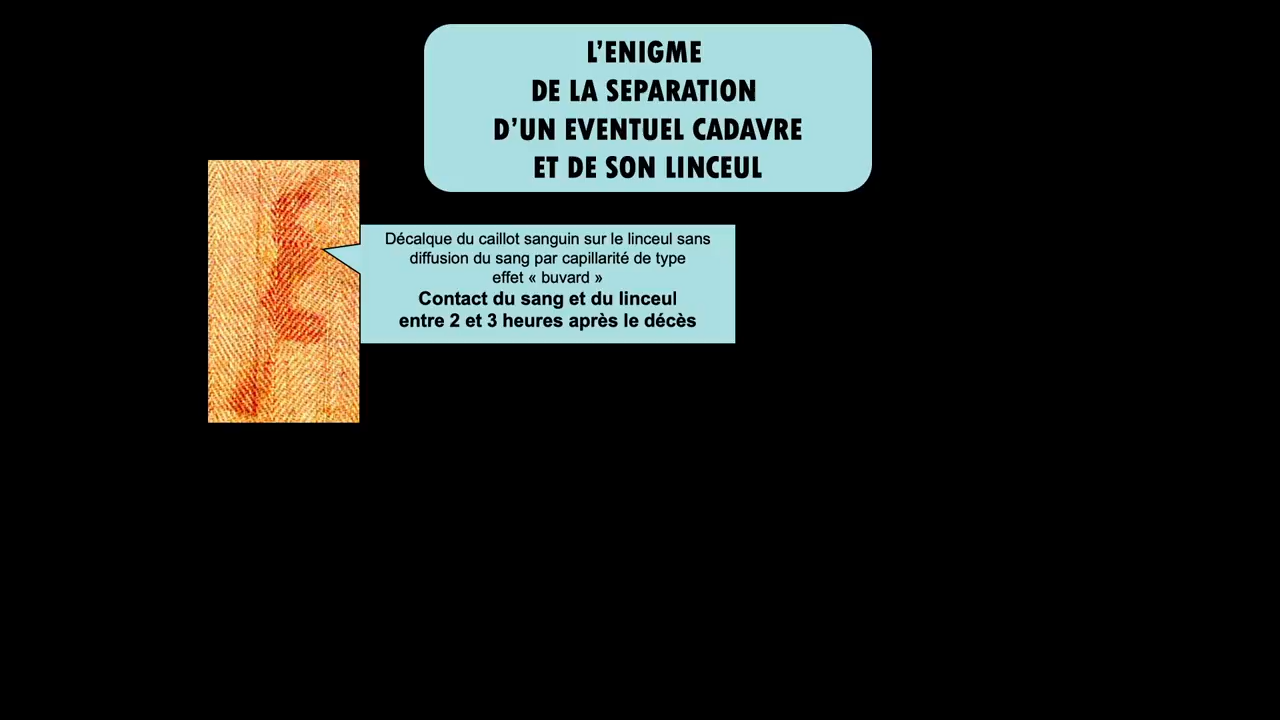 L’ENIGME
DE LA SEPARATION
D’UN EVENTUEL CADAVRE
ET DE SON LINCEUL
Décalque du caillot sanguin sur le linceul sans
diffusion du sang par capillarité de type
effet « buvard »
Contact du sang et du linceul
entre 2 et 3 heures après le décès